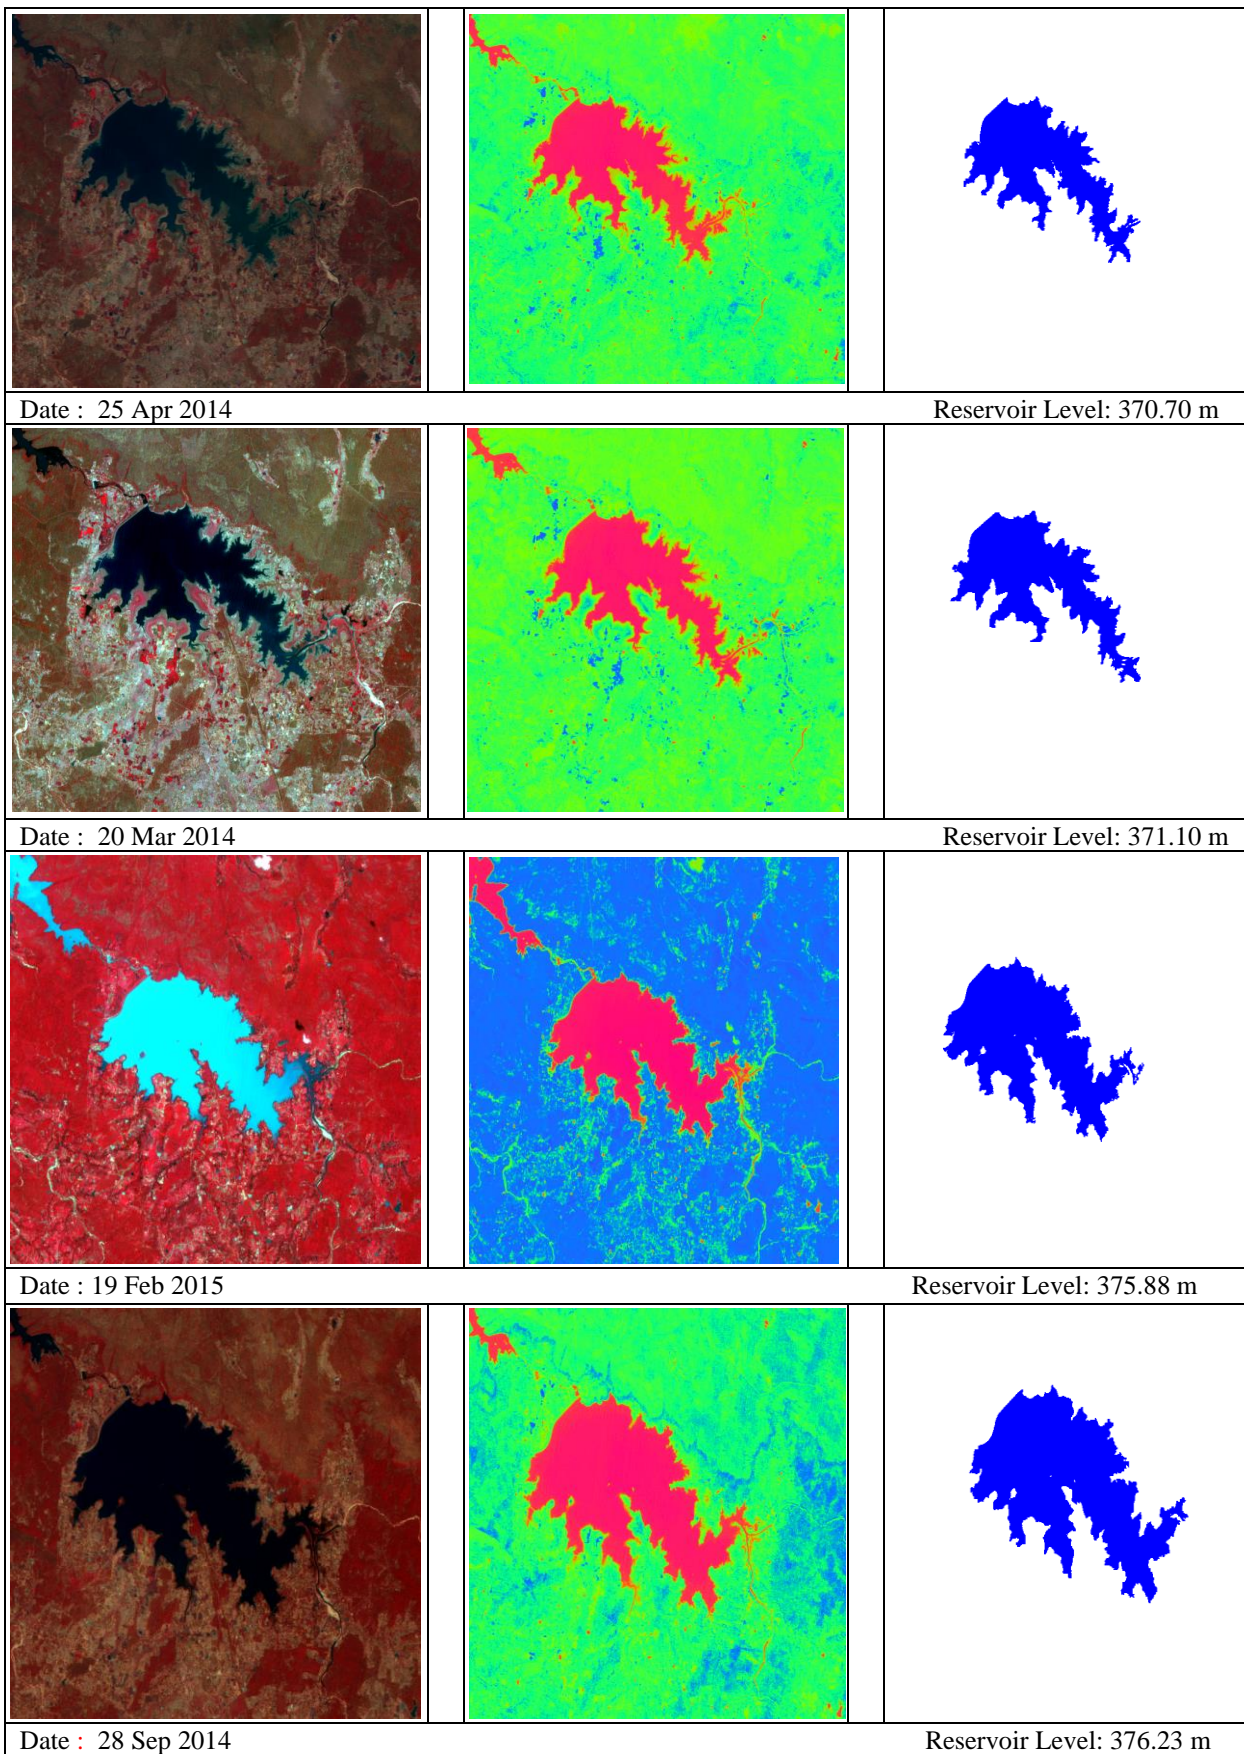 Date :  25 Apr 2014 Reservoir Level: 370.70 m
Date :  20 Mar 2014 Reservoir Level: 371.10 m
Date : 19 Feb 2015 Reservoir Level: 375.88 m
Date :  28 Sep 2014 Reservoir Level: 376.23 m